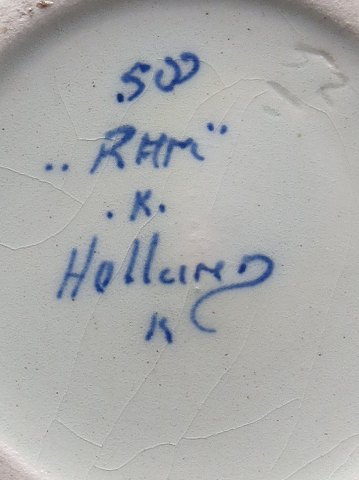 500
„RAM"
.K.
Holland
K